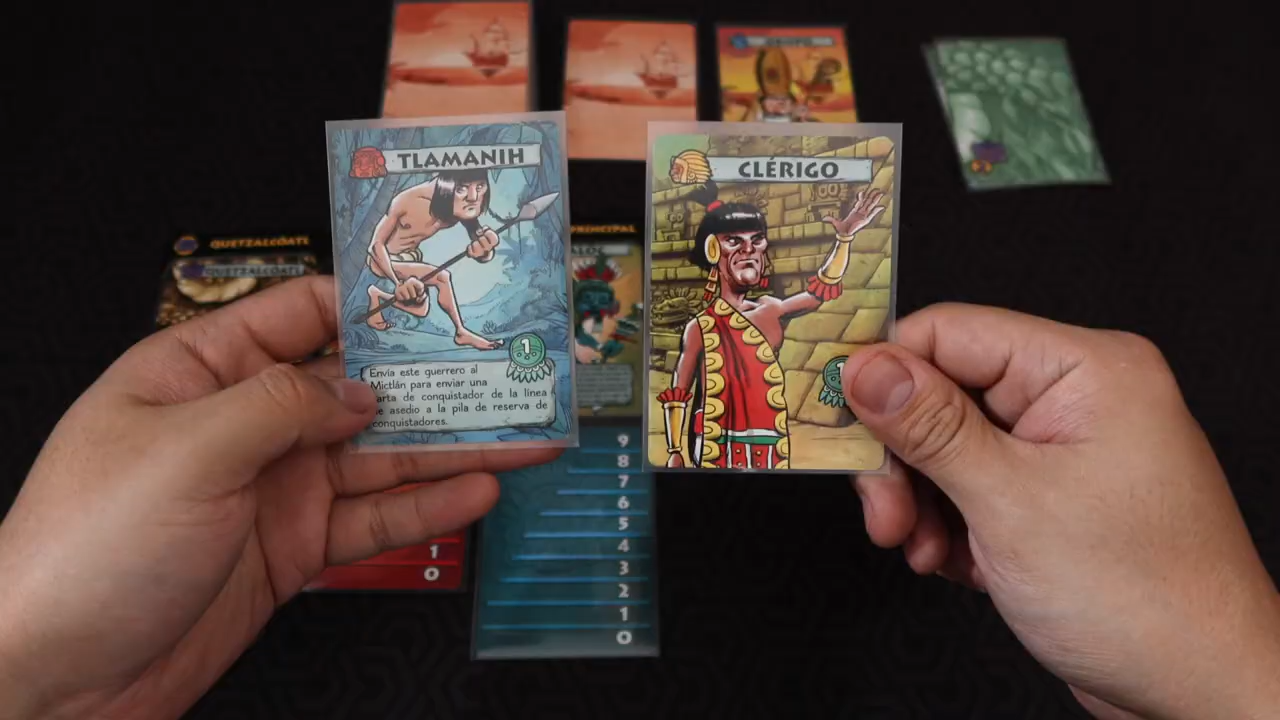 TLAMANIH
1
Envía este guerrero al
Mictlán para enviar una
carta de conquistador de la línea
de asedio a la pila de reserva de
conquistadores.
CLÉRIGO
1
QUETZALCÓATL
QUETZALCÓATL
PRINCIPAL
1
0
9
8
7
6
5
4
3
2
1
0